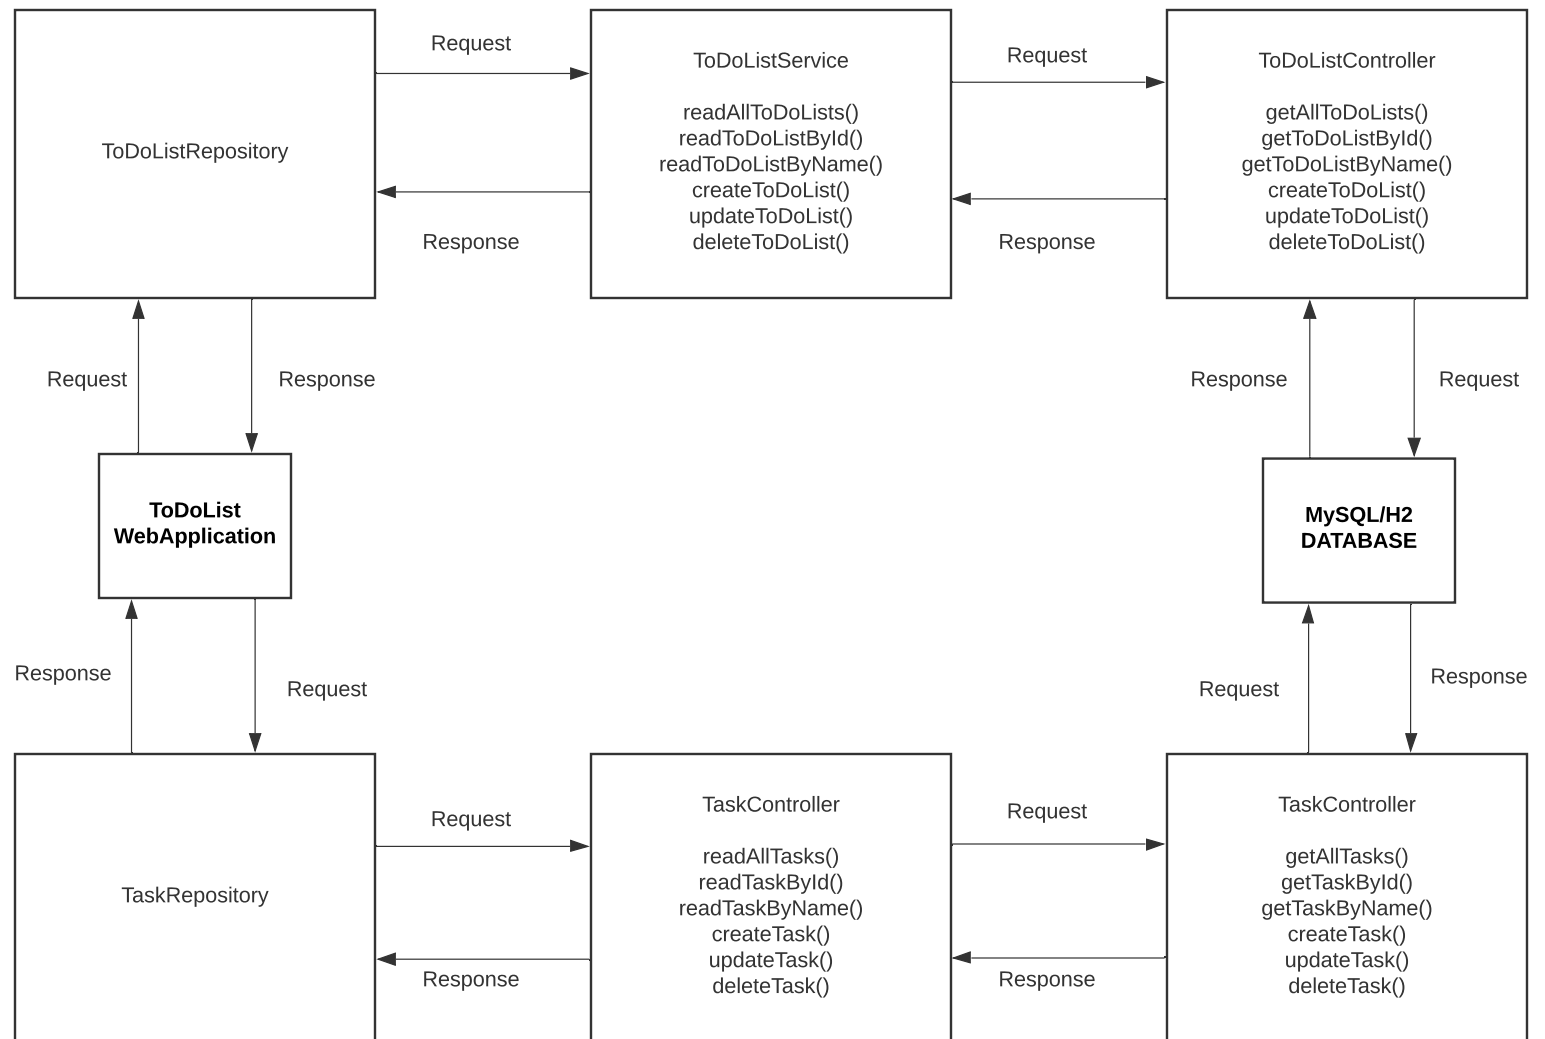 Request
Request
ToDoListRepository
ToDoListService
readAllToDoLists()
readToDoListById()
readToDoListByName()
createToDoList()
updateToDoList()
deleteToDoList()
ToDoListController
getAllToDoLists()
getToDoListById()
getToDoListByName()
createToDoList()
updateToDoList()
deleteToDoList()
Response
Response
Request
Response
Response
Request
ToDoList
WebApplication
MySQL/H2
DATABASE
Response
Request
Request
Response
TaskRepository
Request
Response
TaskController
readAllTasks()
readTaskById()
readTaskByName()
createTask()
updateTask()
deleteTask()
Request
Response
TaskController
getAllTasks()
getTaskById()
getTaskByName()
createTask()
updateTask()
deleteTask()